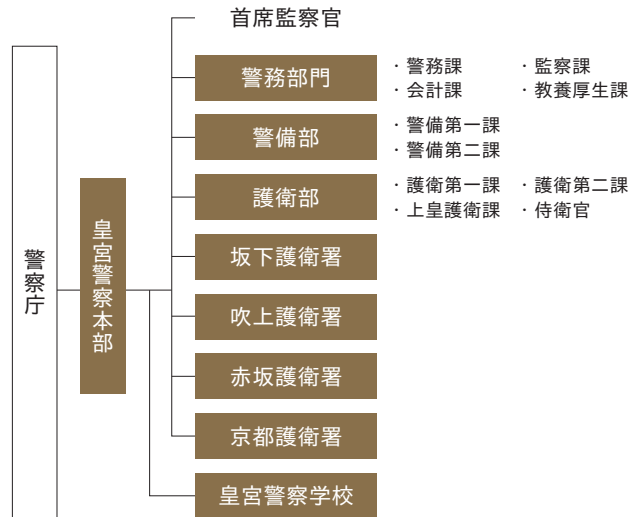 警察庁
皇宮警察本部
首席監察官
警務部門
・警務課 ・監察課
・会計課 ・教養厚生課
警備部
・警備第一課
・警備第二課
護衛部
・護衛第一課 ・護衛第二課
・上皇護衛課 ・侍衛官
坂下護衛署
吹上護衛署
赤坂護衛署
京都護衛署
皇宮警察学校